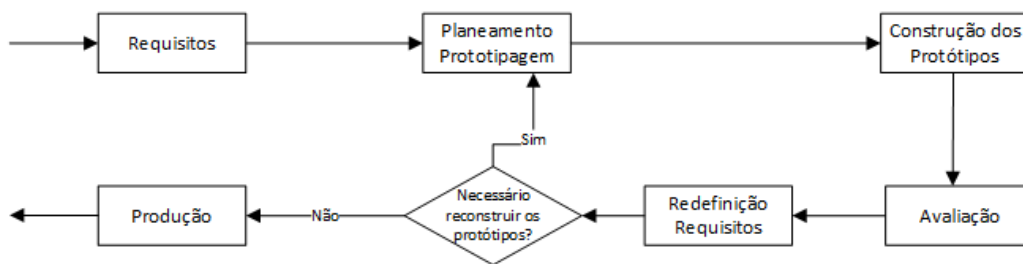 Requisitos
Planeamento
Prototipagem
Construção dos
Protótipos
Sim
Produção
Não
Necessário
reconstruir os
protótipos?
Redefinição
Requisitos
Avaliação